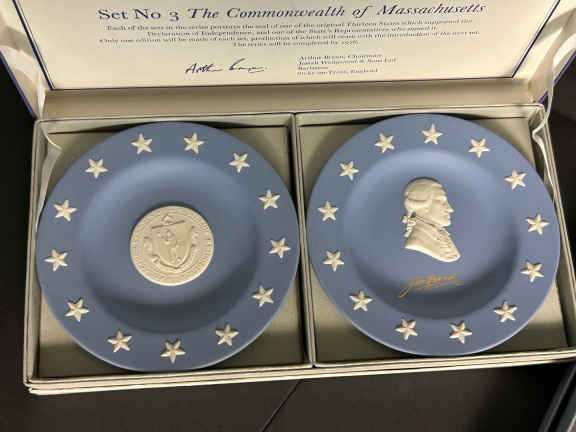 Set No 3 The Commonwealth of Massachusetts
Each of the sets in the series portrays the seal of one of the original Thirteen States which supported the
Declaration of Independence, and one of the State's Representatives who signed it.
Only one edition will be made of each set, production of which will cease with the introduction of the next set.
The series will be completed by 1976.
Arthur Bryan, Chairman
Josiah Wedgwood & Sons Ltd
Barlaston
Stoke-on-Trent, England